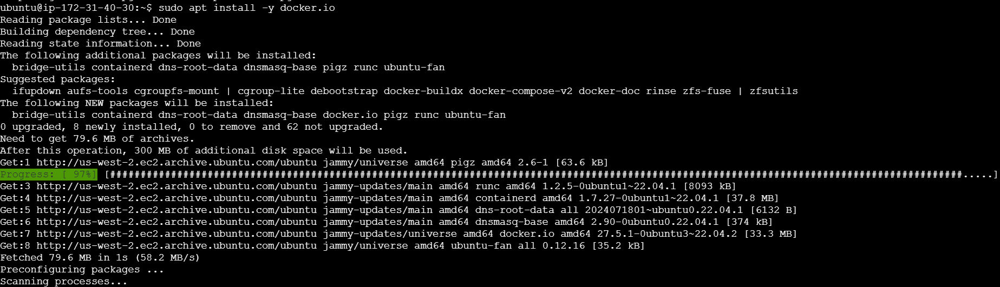 ubuntu@ip-172-31-40-30:~$ sudo apt install -y docker.io
Reading package lists... Done
Building dependency tree... Done
Reading state information... Done
The following additional packages will be installed:
  bridge-utils containerd dns-root-data dnsmasq-base pigz runc ubuntu-fan
Suggested packages:
  ifupdown aufs-tools cgroupfs-mount | cgroup-lite debootstrap docker-buildx docker-compose-v2 docker-doc rinse zfs-fuse | zfsutils
The following NEW packages will be installed:
  bridge-utils containerd dns-root-data dnsmasq-base docker.io pigz runc ubuntu-fan
0 upgraded, 8 newly installed, 0 to remove and 62 not upgraded.
Need to get 79.6 MB of archives.
After this operation, 300 MB of additional disk space will be used.
Get:1 http://us-west-2.ec2.archive.ubuntu.com/ubuntu jammy/universe amd64 pigz amd64 2.6-1 [63.6 kB]
Progress: [ 97%] [############################################################################################################################################.....]
Get:3 http://us-west-2.ec2.archive.ubuntu.com/ubuntu jammy-updates/main amd64 runc amd64 1.2.5-0ubuntu1~22.04.1 [8093 kB]
Get:4 http://us-west-2.ec2.archive.ubuntu.com/ubuntu jammy-updates/main amd64 containerd amd64 1.7.27-0ubuntu1~22.04.1 [37.8 MB]
Get:5 http://us-west-2.ec2.archive.ubuntu.com/ubuntu jammy-updates/main amd64 dns-root-data all 2024071801~ubuntu0.22.04.1 [6132 B]
Get:6 http://us-west-2.ec2.archive.ubuntu.com/ubuntu jammy-updates/main amd64 dnsmasq-base amd64 2.90-0ubuntu0.22.04.1 [374 kB]
Get:7 http://us-west-2.ec2.archive.ubuntu.com/ubuntu jammy-updates/universe amd64 docker.io amd64 27.5.1-0ubuntu3~22.04.2 [33.3 MB]
Get:8 http://us-west-2.ec2.archive.ubuntu.com/ubuntu jammy/universe amd64 ubuntu-fan all 0.12.16 [35.2 kB]
Fetched 79.6 MB in 1s (58.2 MB/s)
Preconfiguring packages ...
Scanning processes...